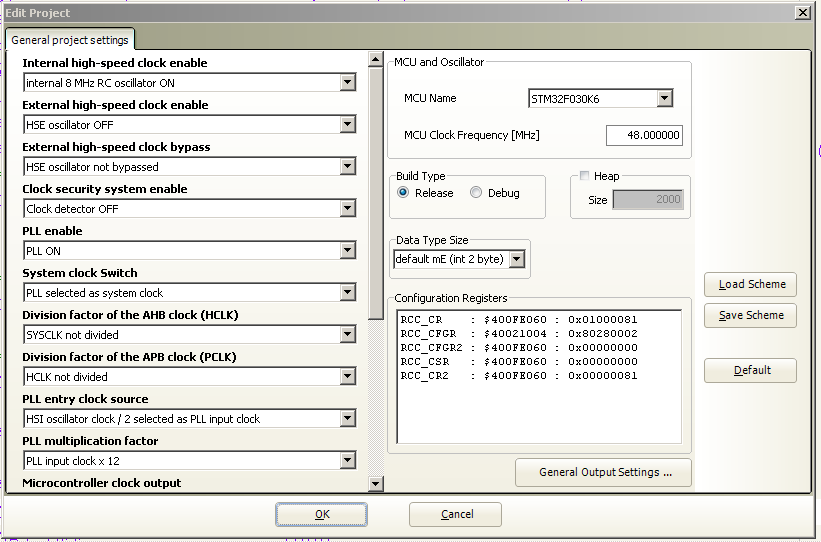 Edit Project
General project settings
Internal high-speed clock enable
internal 8 MHz RC oscillator ON
External high-speed clock enable
HSE oscillator OFF
External high-speed clock bypass
HSE oscillator not bypassed
Clock security system enable
Clock detector OFF
PLL enable
PLL ON
System clock Switch
PLL selected as system clock
Division factor of the AHB clock (HCLK)
SYSCLK not divided
Division factor of the APB clock (PCLK)
HCLK not divided
PLL entry clock source
HSI oscillator clock / 2 selected as PLL input clock
PLL multiplication factor
PLL input clock x 12
Microcontroller clock output
MCU and Oscillator
MCU Name
STM32F030K6
MCU Clock Frequency [MHz]
48.000000
Build Type
Release
Debug
Heap
Size
2000
Data Type Size
default mE (int 2 byte)
Configuration Registers
RCC_CR : $400FE060 : 0x01000081
RCC_CFGR : $40021004 : 0x80280002
RCC_CFGR2 : $400FE060 : 0x00000000
RCC_CSR : $400FE060 : 0x00000000
RCC_CR2 : $400FE060 : 0x00000081
General Output Settings ...
Load Scheme
Save Scheme
Default
OK
Cancel